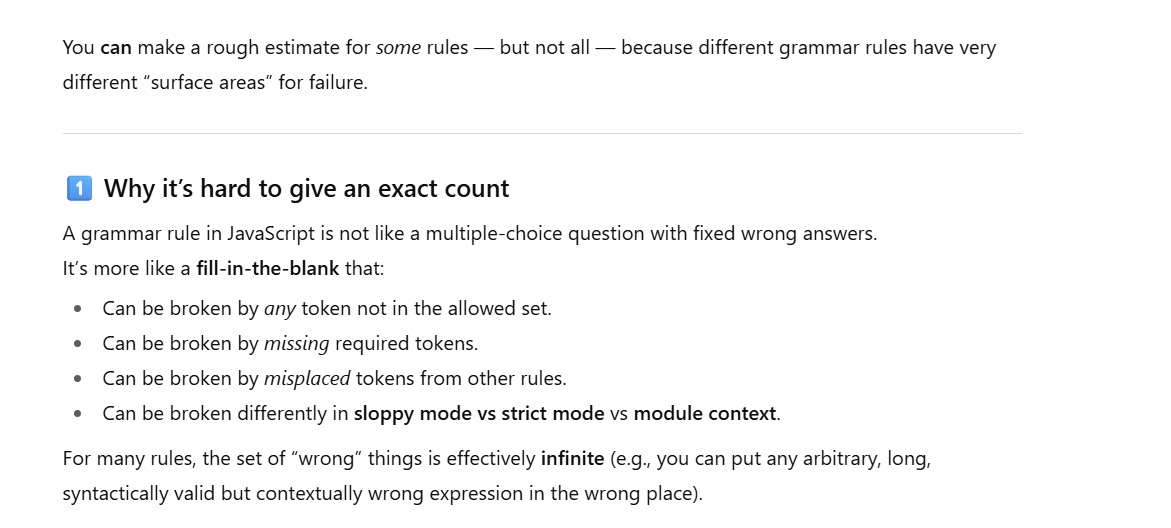 You can make a rough estimate for some rules — but not all — because different grammar rules have very
different “surface areas” for failure.
1 Why it’s hard to give an exact count
A grammar rule in JavaScript is not like a multiple-choice question with fixed wrong answers.
It’s more like a fill-in-the-blank that:
• Can be broken by any token not in the allowed set.
• Can be broken by missing required tokens.
• Can be broken by misplaced tokens from other rules.
• Can be broken differently in sloppy mode vs strict mode vs module context.
For many rules, the set of “wrong” things is effectively infinite (e.g., you can put any arbitrary, long,
syntactically valid but contextually wrong expression in the wrong place).